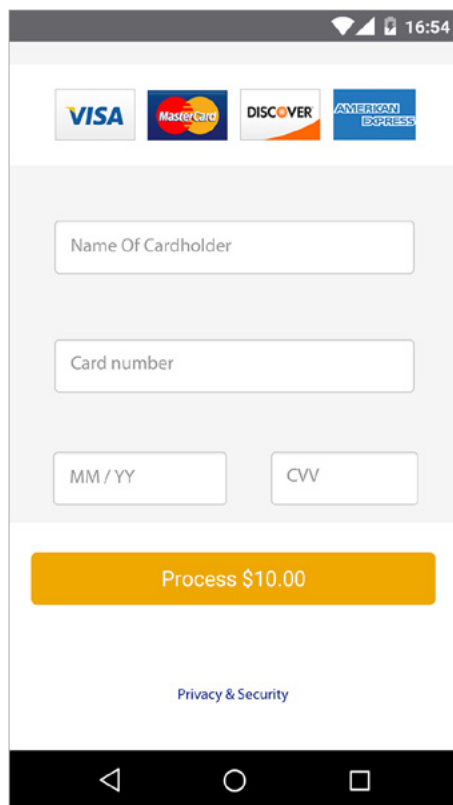 16:54
VISA MasterCard DISCOVER AMERICAN
EXPRESS
Name Of Cardholder
Card number
MM / YY CVV
Process $10.00
Privacy & Security